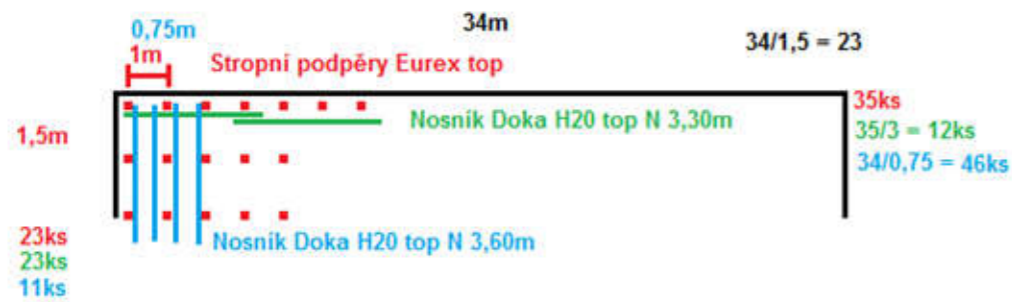 34m
0,75m
34/1,5 = 23
1m
Stropní podpěry Eurex top
35ks
Nosník Doka H20 top N 3,30m
35/3 = 12ks
1,5m
34/0,75 = 46ks
23ks
Nosník Doka H20 top N 3,60m
23ks
11ks